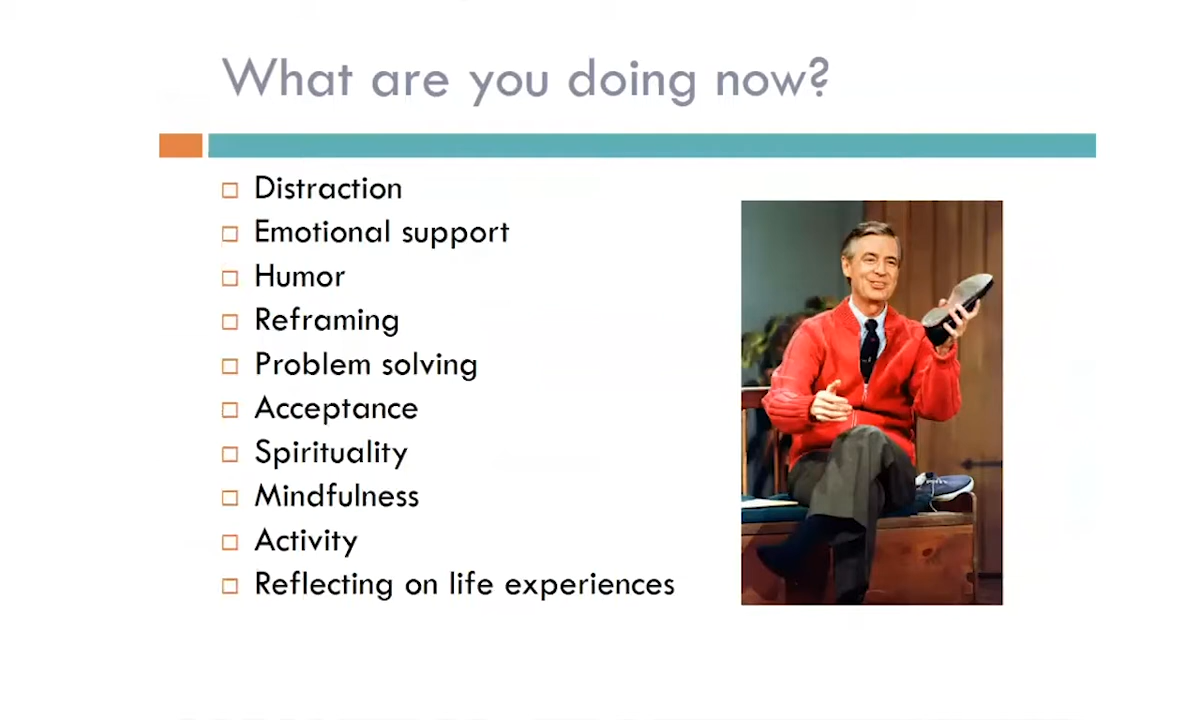 What are you doing now?
Distraction
Emotional support
Humor
Reframing
Problem solving
Acceptance
Spirituality
Mindfulness
Activity
Reflecting on life experiences